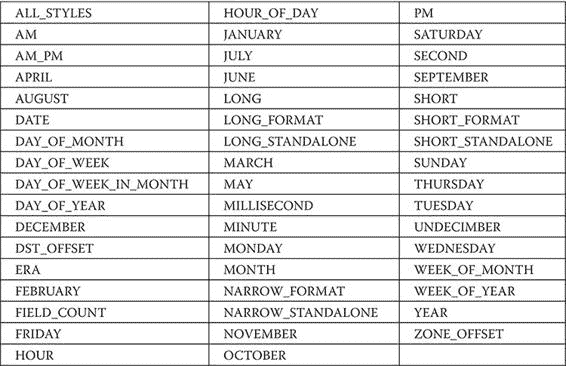 ALL_STYLES HOUR_OF_DAY PM
AM JANUARY SATURDAY
AM_PM JULY SECOND
APRIL JUNE SEPTEMBER
AUGUST LONG SHORT
DATE LONG_FORMAT SHORT_FORMAT
DAY_OF_MONTH LONG_STANDALONE SHORT_STANDALONE
DAY_OF_WEEK MARCH SUNDAY
DAY_OF_WEEK_IN_MONTH MAY THURSDAY
DAY_OF_YEAR MILLISECOND TUESDAY
DECEMBER MINUTE UNDECIMBER
DST_OFFSET MONDAY WEDNESDAY
ERA MONTH WEEK_OF_MONTH
FEBRUARY NARROW_FORMAT WEEK_OF_YEAR
FIELD_COUNT NARROW_STANDALONE YEAR
FRIDAY NOVEMBER ZONE_OFFSET
HOUR OCTOBER